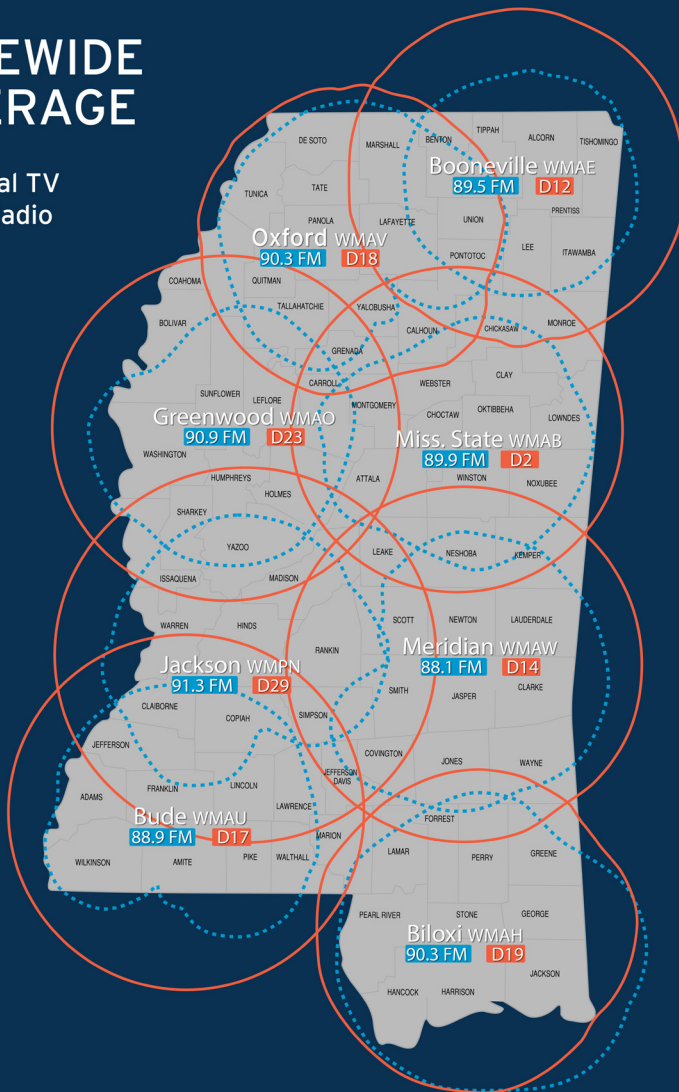 EWIDE
ERAGE
al TV
adio
DE SOTO
MARSHALL
BENTON
TIPPAH
ALCORN
TISHOMINGO
Booneville WMAE
89.5 FM D12
TUNICA
TATE
PRENTISS
PANOLA
LAFAYETTE
UNION
Oxford WMAV
90.3 FM D18
LEE
ITAWAMBA
PONTOTOC
COAHOMA
QUITMAN
TALLAHATCHIE
YALOBUSHA
BOLIVAR
CALHOUN
CHICKASAW
MONROE
GRENADA
CARROLL
WEBSTER
CLAY
SUNFLOWER
LEFLORE
MONTGOMERY
CHOCTAW
OKTIBBEHA
LOWNDES
Greenwood WMAO
90.9 FM D23
Miss. State WMAB
89.9 FM D2
WASHINGTON
HUMPHREYS
HOLMES
ATTALA
WINSTON
NOXUBEE
SHARKEY
YAZOO
LEAKE
NESHOBA
KEMPER
ISSAQUENA
MADISON
WARREN
HINDS
SCOTT
NEWTON
LAUDERDALE
RANKIN
Meridian WMAW
88.1 FM D14
Jackson WMPN
91.3 FM D29
SMITH
JASPER
CLARKE
CLAIBORNE
COPIAH
SIMPSON
JEFFERSON
COVINGTON
JONES
WAYNE
JEFFERSON
DAVIS
ADAMS
FRANKLIN
LINCOLN
LAWRENCE
Bude WMAU
88.9 FM D17
MARION
FORREST
LAMAR
PERRY
GREENE
WILKINSON
AMITE
PIKE
WALTHALL
PEARL RIVER
STONE
GEORGE
Biloxi WMAH
90.3 FM D19
JACKSON
HANCOCK
HARRISON